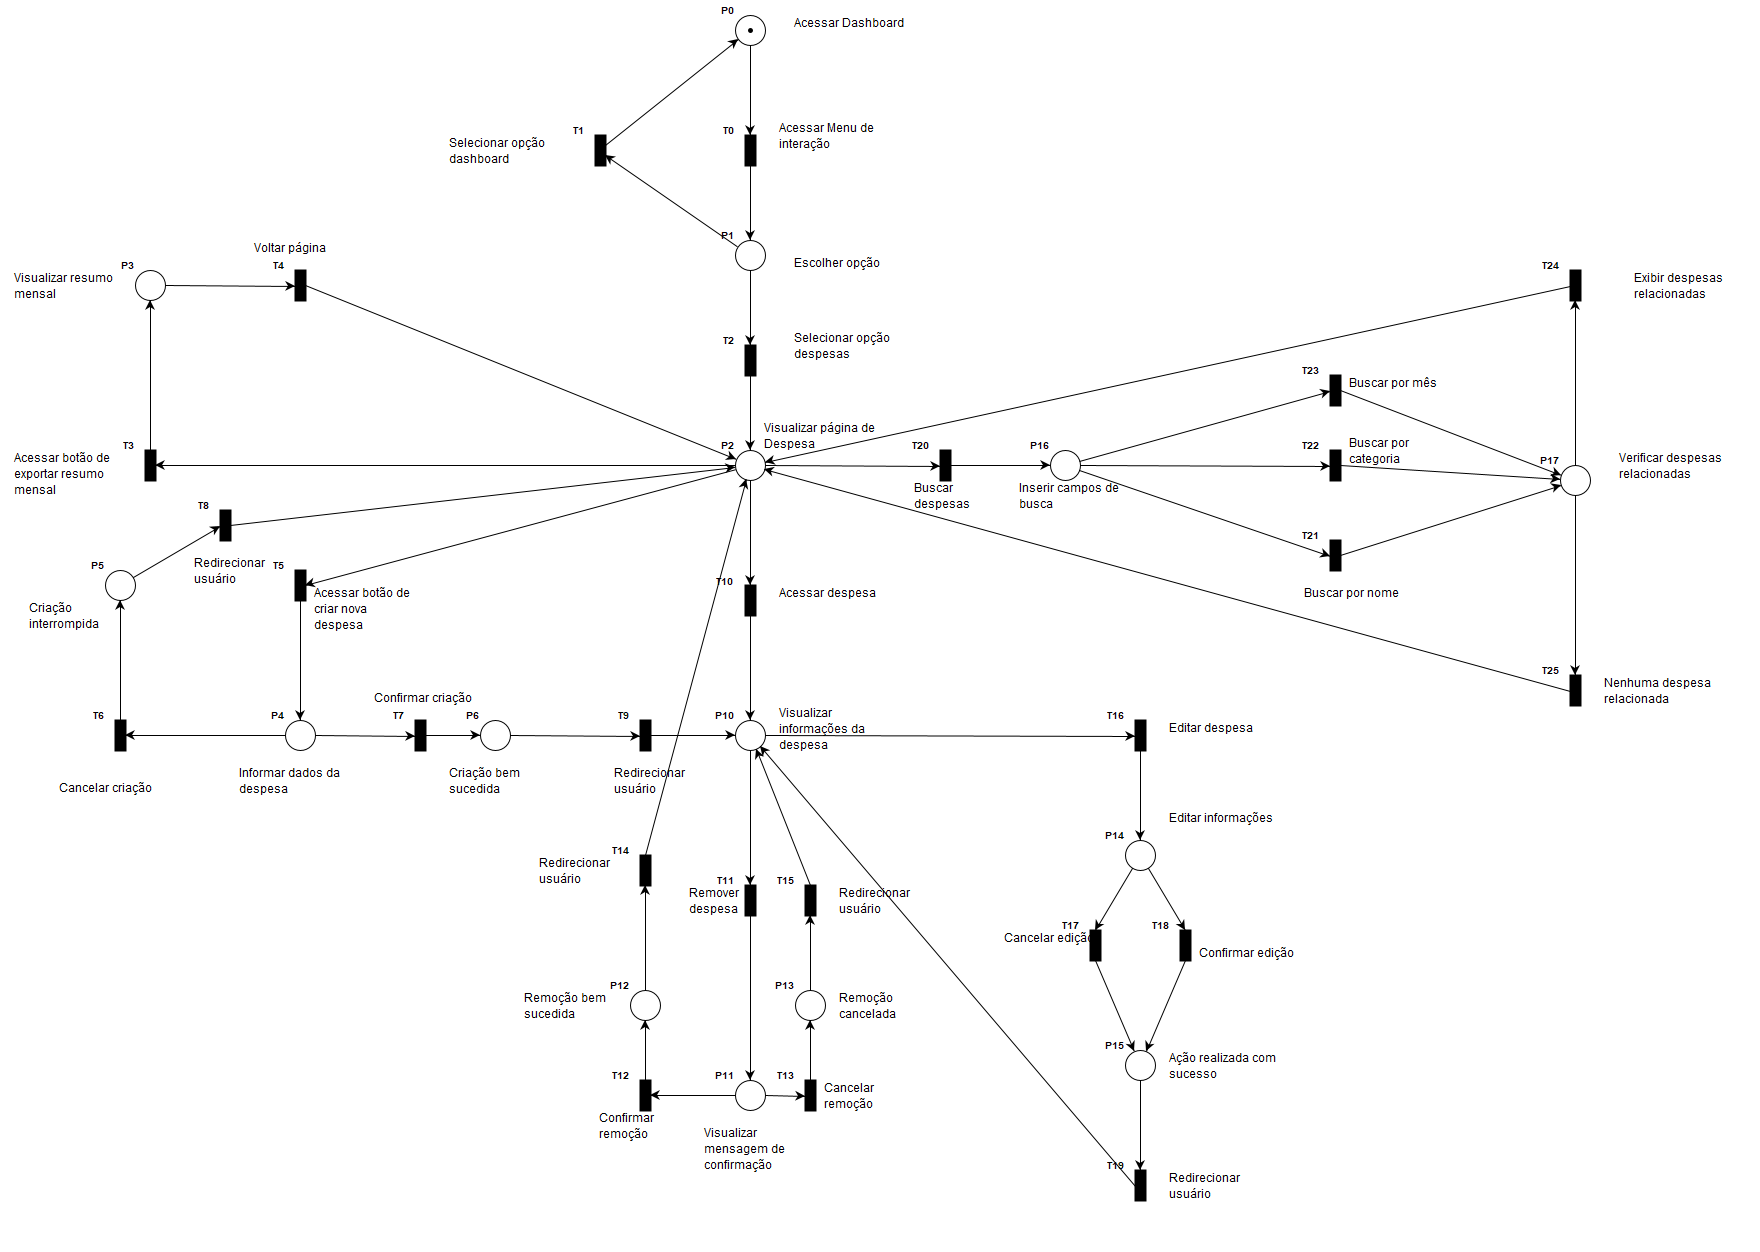 P0
Acessar Dashboard
T1
T0
Acessar Menu de
interação
Selecionar opção
dashboard
P1
Escolher opção
Voltar página
P3
T4
Visualizar resumo
mensal
T24
Exibir despesas
relacionadas
T2
Selecionar opção
despesas
T23
Buscar por mês
Visualizar página de
Despesa
P2
T3
Acessar botão de
exportar resumo
mensal
T20
Buscar
despesas
P16
Inserir campos de
busca
T22
Buscar por
categoria
P17
Verificar despesas
relacionadas
T8
Redirecionar
usuário
T21
Buscar por nome
P5
Criação
interrompida
T5
Acessar botão de
criar nova
despesa
T10
Acessar despesa
T25
Nenhuma despesa
relacionada
Confirmar criação
T6
Cancelar criação
P4
Informar dados da
despesa
T7
P6
Criação bem
sucedida
T9
Redirecionar
usuário
P10
Visualizar
informações da
despesa
T16
Editar despesa
Editar informações
P14
T14
Redirecionar
usuário
T11
Remover
despesa
T15
Redirecionar
usuário
T17
Cancelar edição
T18
Confirmar edição
P12
Remoção bem
sucedida
P13
Remoção
cancelada
P15
Ação realizada com
sucesso
T12
Confirmar
remoção
P11
Visualizar
mensagem de
confirmação
T13
Cancelar
remoção
T19
Redirecionar
usuário